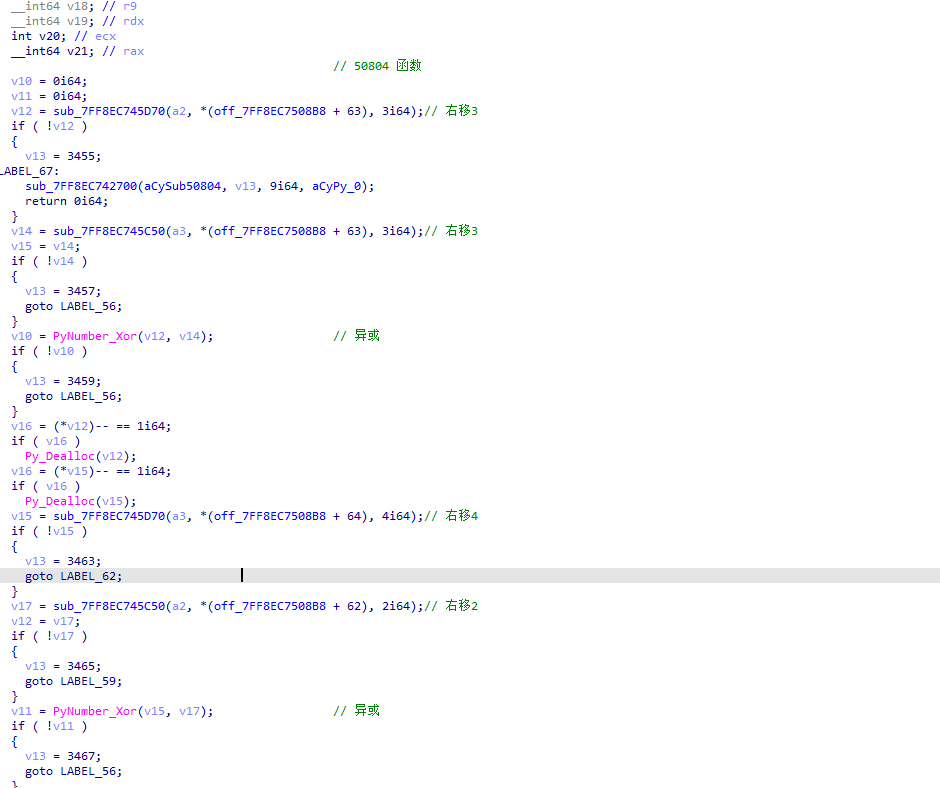 __int64 v18; // r9
__int64 v19; // rdx
int v20; // ecx
__int64 v21; // rax
// 50804 函数
v10 = 0i64;
v11 = 0i64;
v12 = sub_7FF8EC745D70(a2, *(off_7FF8EC7508B8 + 63), 3i64);// 右移3
if ( !v12 )
{
v13 = 3455;
LABEL_67:
sub_7FF8EC742700(aCySub50804, v13, 9i64, aCyPy_0);
return 0i64;
}
v14 = sub_7FF8EC745C50(a3, *(off_7FF8EC7508B8 + 63), 3i64);// 右移3
v15 = v14;
if ( !v14 )
{
v13 = 3457;
goto LABEL_56;
}
v10 = PyNumber_Xor(v12, v14); // 异或
if ( !v10 )
{
v13 = 3459;
goto LABEL_56;
}
v16 = (*v12)-- == 1i64;
if ( v16 )
Py_Dealloc(v12);
v16 = (*v15)-- == 1i64;
if ( v16 )
Py_Dealloc(v15);
v15 = sub_7FF8EC745D70(a3, *(off_7FF8EC7508B8 + 64), 4i64);// 右移4
if ( !v15 )
{
v13 = 3463;
goto LABEL_62;
}
v17 = sub_7FF8EC745C50(a2, *(off_7FF8EC7508B8 + 62), 2i64);// 右移2
v12 = v17;
if ( !v17 )
{
v13 = 3465;
goto LABEL_59;
}
v11 = PyNumber_Xor(v15, v17); // 异或
if ( !v11 )
{
v13 = 3467;
goto LABEL_56;
}